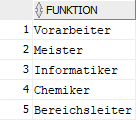 FUNKTION
1 Vorarbeiter
2 Meister
3 Informatiker
4 Chemiker
5 Bereichsleiter